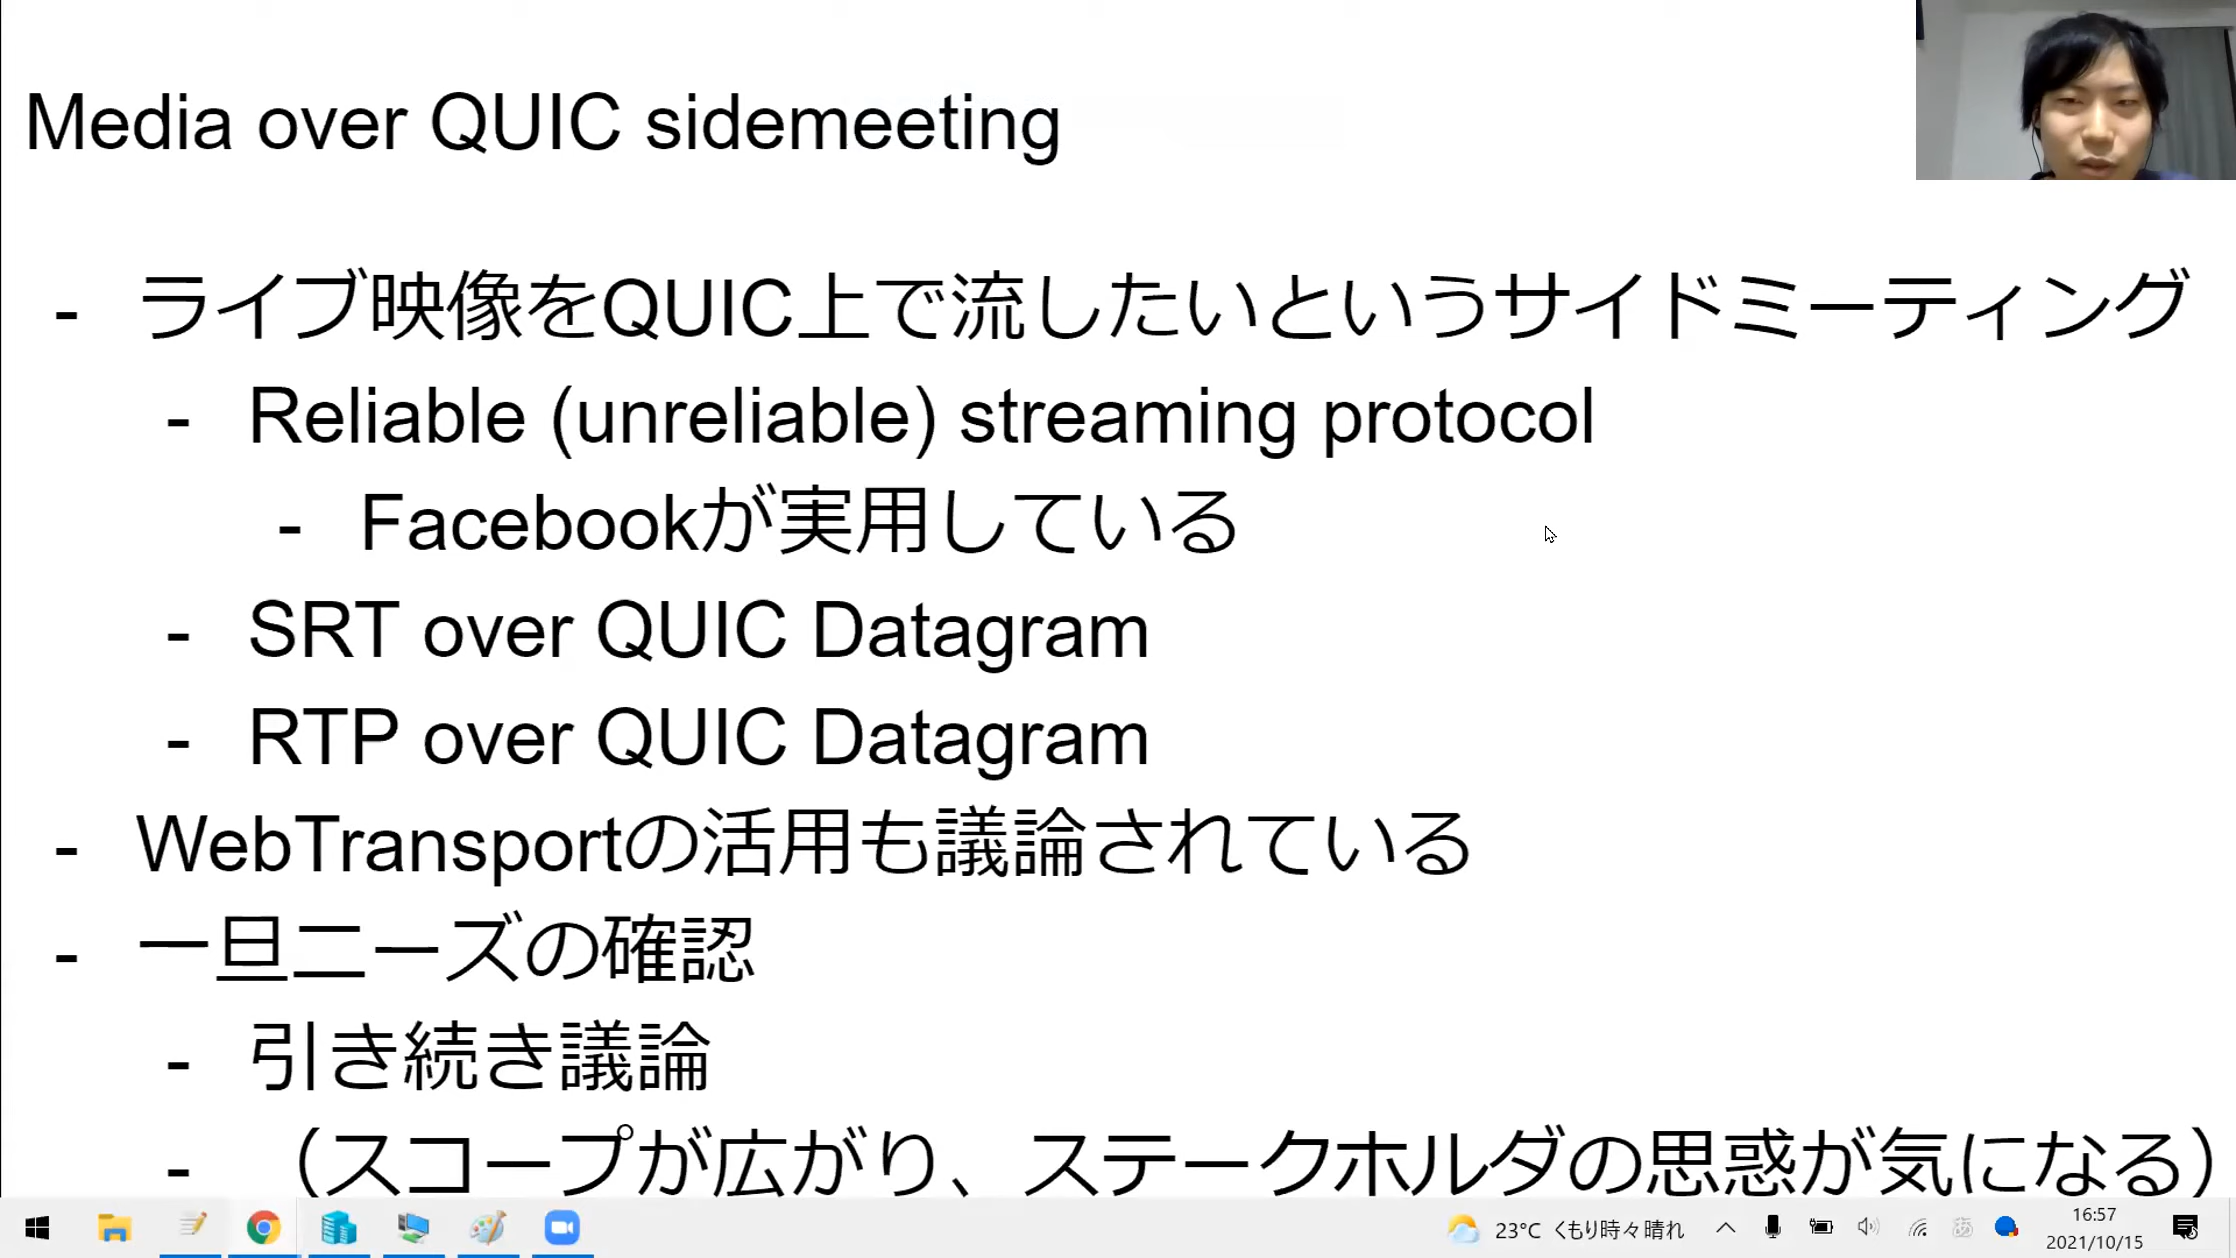 Media over QUIC sidemeeting
- ライブ映像をQUIC上で流したいというサイドミーティング
- Reliable (unreliable) streaming protocol
- Facebookが実用している
- SRT over QUIC Datagram
- RTP over QUIC Datagram
- WebTransportの活用も議論されている
- 一旦ニーズの確認
- 引き続き議論
- （スコープが広がり、ステークホルダの思惑が気になる）
23°C くもり時々晴れ
あ
16:57
2021/10/15